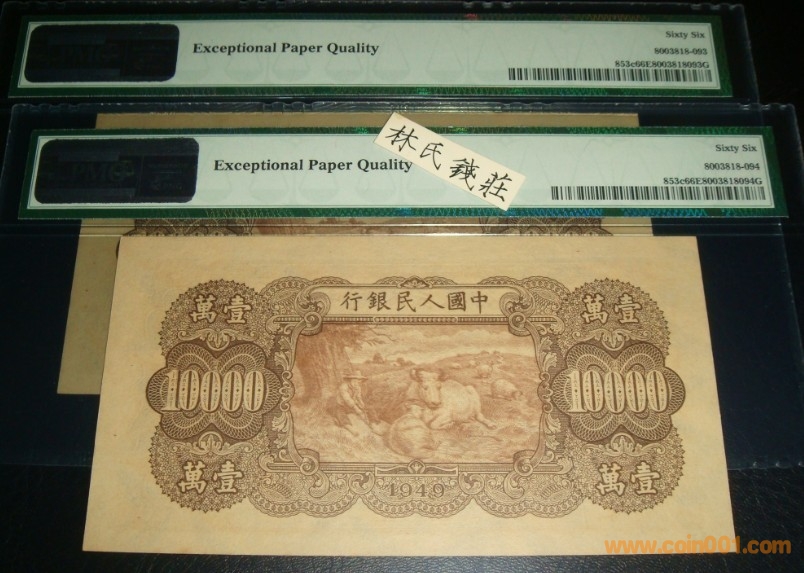 Exceptional Paper Quality
Sixty Six
8003818-093
853c66E8003818093G
Exceptional Paper Quality
Sixty Six
8003818-094
853c66E8003818094G
林氏錢莊
行銀民人國中
萬壹
萬壹
10000
10000
萬壹
萬壹
1949
www.coin001.com